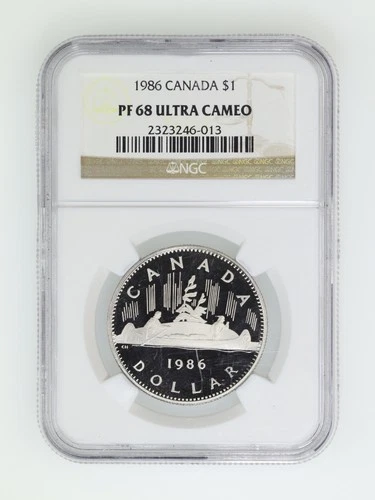 1986 CANADA $1
PF 68 ULTRA CAMEO
2323246-013
NGC
CANADA
1986
DOLLAR